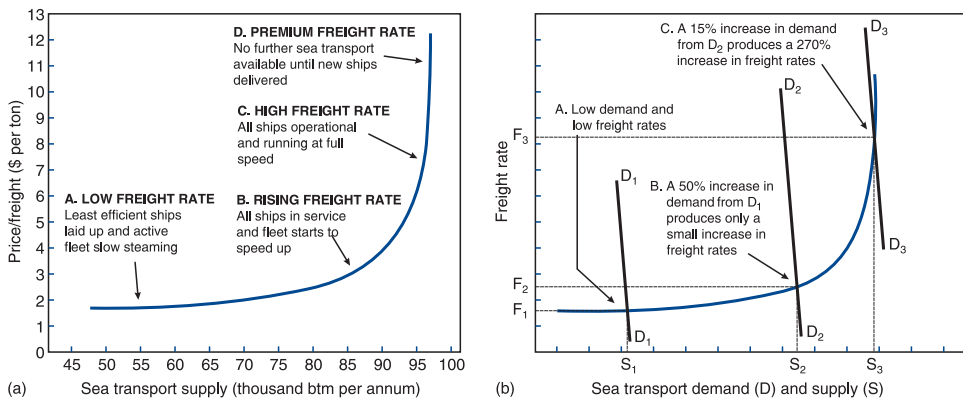 13
12
11
10
9
8
7
6
5
4
3
2
1
0
Price/freight ($ per ton)
D. PREMIUM FREIGHT RATE
No further sea transport
available until new ships
delivered
C. HIGH FREIGHT RATE
All ships operational
and running at full
speed
A. LOW FREIGHT RATE
Least efficient ships
laid up and active
fleet slow steaming
B. RISING FREIGHT RATE
All ships in service
and fleet starts to
speed up
45 50 55 60 65 70 75 80 85 90 95 100
(a)
Sea transport supply (thousand btm per annum)
Freight rate
F3
F2
F1
C. A 15% increase in demand
from D2 produces a 270%
increase in freight rates
D3
D2
A. Low demand and
low freight rates
D1
B. A 50% increase in
demand from D1
produces only a
small increase in
freight rates
D3
D2
D1
S1 S2 S3
(b)
Sea transport demand (D) and supply (S)